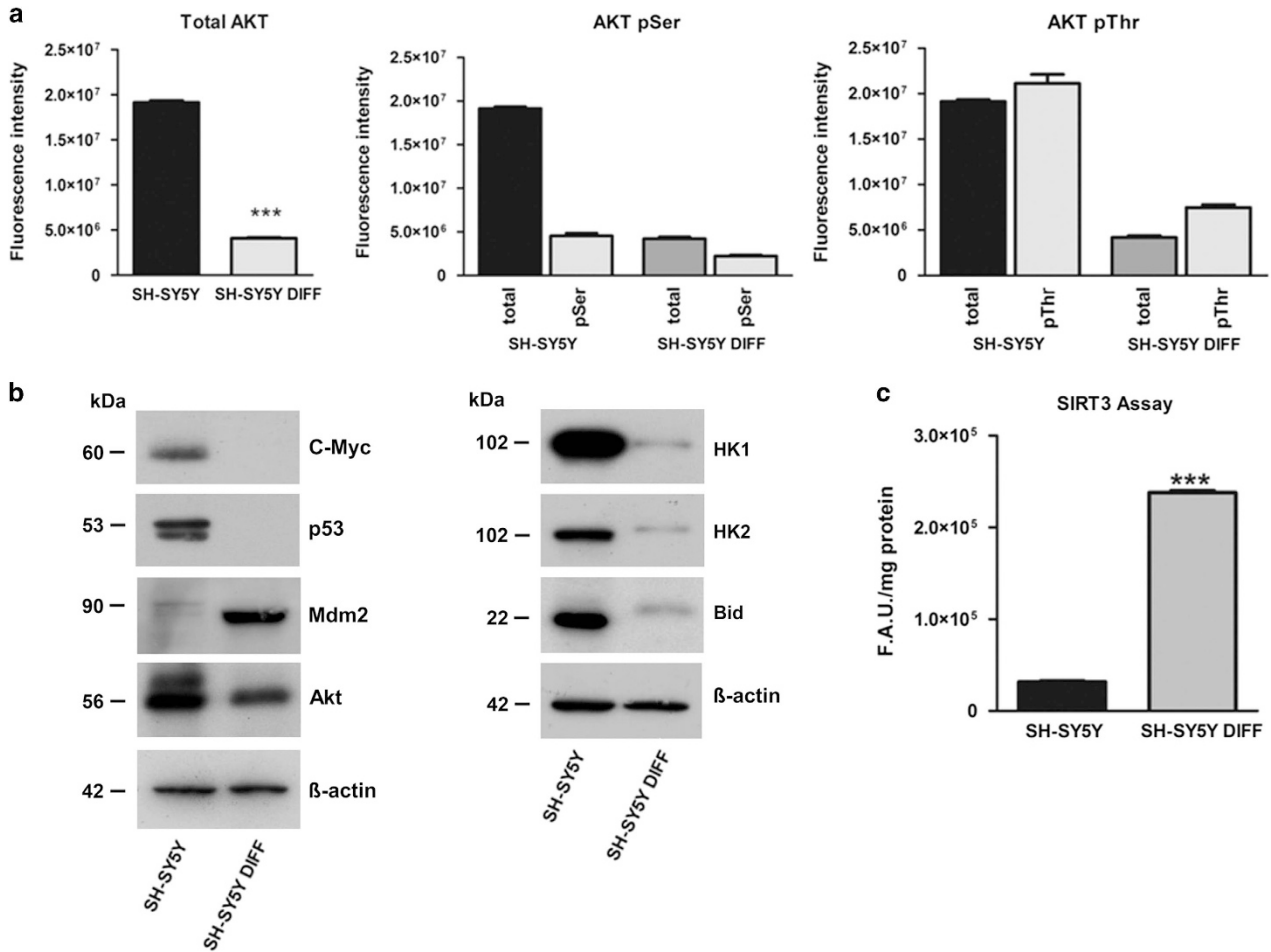 a
Total AKT
Fluorescence intensity
2.5×10⁷
2.0×10⁷
1.5×10⁷
1.0×10⁷
5.0×10⁶
0
***
SH-SY5Y
SH-SY5Y DIFF
AKT pSer
Fluorescence intensity
2.5×10⁷
2.0×10⁷
1.5×10⁷
1.0×10⁷
5.0×10⁶
0
total
pSer
total
pSer
SH-SY5Y
SH-SY5Y DIFF
AKT pThr
Fluorescence intensity
2.5×10⁷
2.0×10⁷
1.5×10⁷
1.0×10⁷
5.0×10⁶
0
total
pThr
total
pThr
SH-SY5Y
SH-SY5Y DIFF
b
kDa
60
C-Myc
53
p53
90
Mdm2
56
Akt
42
ß-actin
SH-SY5Y
SH-SY5Y DIFF
kDa
102
HK1
102
HK2
22
Bid
42
ß-actin
SH-SY5Y
SH-SY5Y DIFF
c
SIRT3 Assay
F.A.U./mg protein
3.0×10⁵
2.0×10⁵
1.0×10⁵
0
***
SH-SY5Y
SH-SY5Y DIFF